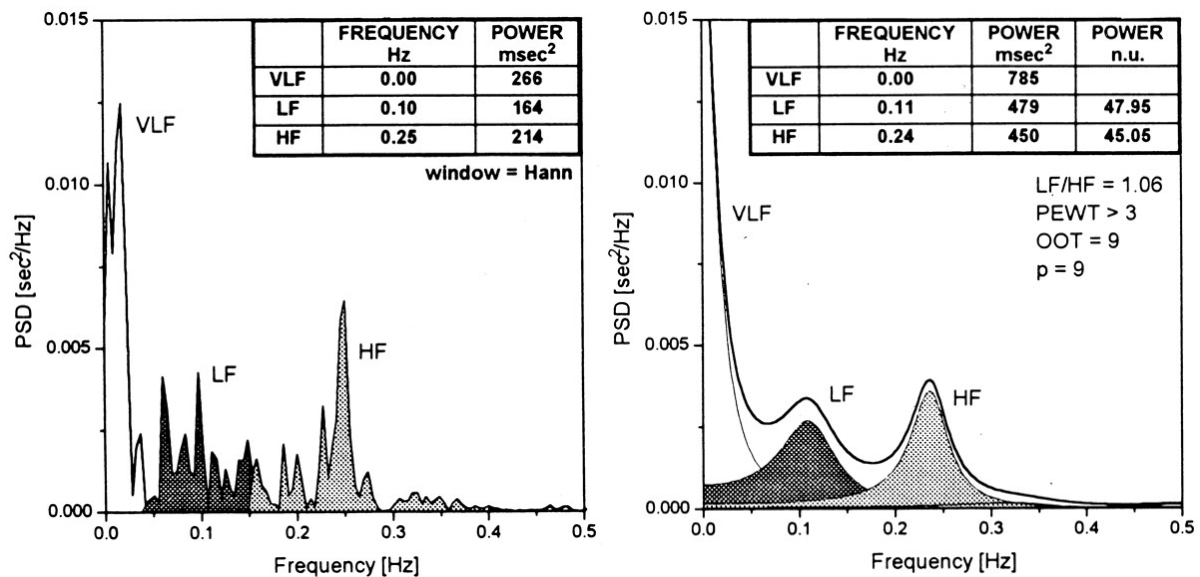 FREQUENCY POWER
Hz msec²
VLF 0.00 266
LF 0.10 164
HF 0.25 214
window = Hann
0.015
0.010
0.005
0.000
PSD [sec²/Hz]
VLF
LF
HF
0.0 0.1 0.2 0.3 0.4 0.5
Frequency [Hz]
FREQUENCY POWER POWER
Hz msec² n.u.
VLF 0.00 785
LF 0.11 479 47.95
HF 0.24 450 45.05
LF/HF = 1.06
PEWT > 3
OOT = 9
p = 9
0.015
0.010
0.005
0.000
PSD [sec²/Hz]
VLF
LF
HF
0.0 0.1 0.2 0.3 0.4 0.5
Frequency [Hz]